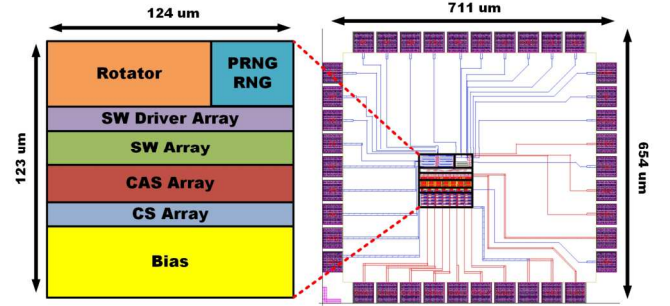 124 um
711 um
Rotator
PRNG
RNG
SW Driver Array
SW Array
CAS Array
CS Array
Bias
123 um
654 um